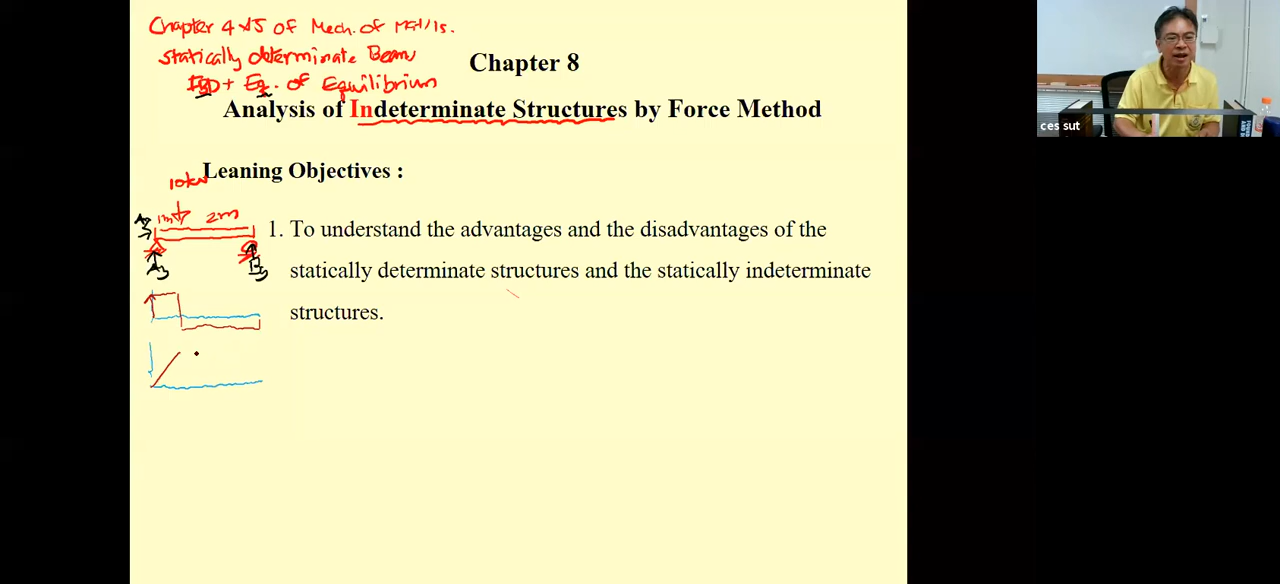 Chapter 4 & 5 of Mech. of Mat'ls.
statically determinate Beam
FBD + Eq. of Equilibrium
Chapter 8
Analysis of Indeterminate Structures by Force Method
Leaning Objectives :
10kN
1m 2m
1. To understand the advantages and the disadvantages of the
statically determinate structures and the statically indeterminate
structures.
Ay By
ces sut